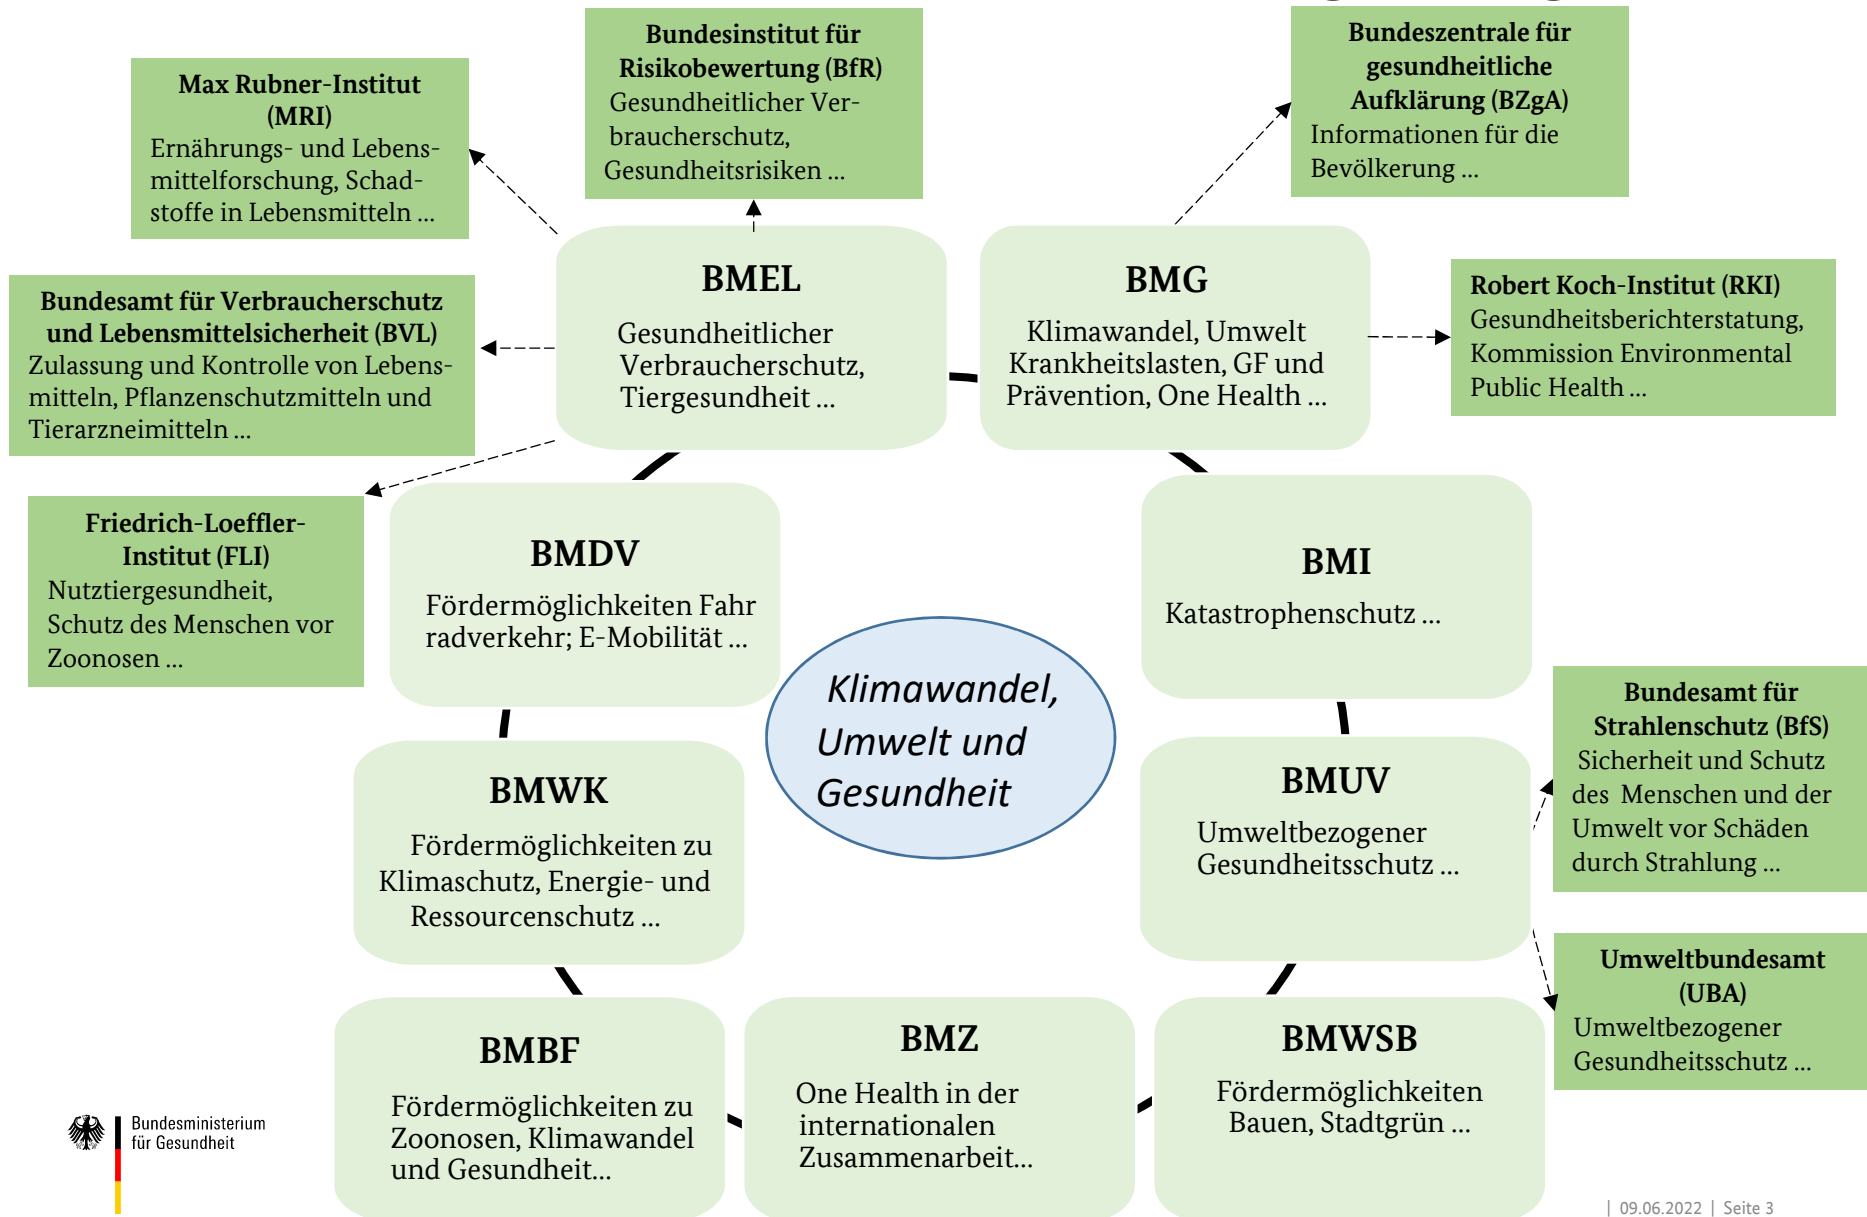 Bundesinstitut für
Risikobewertung (BfR)
Gesundheitlicher Ver-
braucherschutz,
Gesundheitsrisiken ...
Bundeszentrale für
gesundheitliche
Aufklärung (BZgA)
Informationen für die
Bevölkerung ...
Max Rubner-Institut
(MRI)
Ernährungs- und Lebens-
mittelforschung, Schad-
stoffe in Lebensmitteln ...
BMEL
Gesundheitlicher
Verbraucherschutz,
Tiergesundheit ...
BMG
Klimawandel, Umwelt
Krankheitslasten, GF und
Prävention, One Health ...
Robert Koch-Institut (RKI)
Gesundheitsberichterstatung,
Kommission Environmental
Public Health ...
Bundesamt für Verbraucherschutz
und Lebensmittelsicherheit (BVL)
Zulassung und Kontrolle von Lebens-
mitteln, Pflanzenschutzmitteln und
Tierarzneimitteln ...
Friedrich-Loeffler-
Institut (FLI)
Nutztiergesundheit,
Schutz des Menschen vor
Zoonosen ...
BMDV
Fördermöglichkeiten Fahr
radverkehr; E-Mobilität ...
BMI
Katastrophenschutz ...
Klimawandel,
Umwelt und
Gesundheit
Bundesamt für
Strahlenschutz (BfS)
Sicherheit und Schutz
des Menschen und der
Umwelt vor Schäden
durch Strahlung ...
BMWK
Fördermöglichkeiten zu
Klimaschutz, Energie- und
Ressourcenschutz ...
BMUV
Umweltbezogener
Gesundheitsschutz ...
Umweltbundesamt
(UBA)
Umweltbezogener
Gesundheitsschutz ...
BMBF
Fördermöglichkeiten zu
Zoonosen, Klimawandel
und Gesundheit...
BMZ
One Health in der
internationalen
Zusammenarbeit...
BMWSB
Fördermöglichkeiten
Bauen, Stadtgrün ...
Bundesministerium
für Gesundheit
| 09.06.2022 | Seite 3